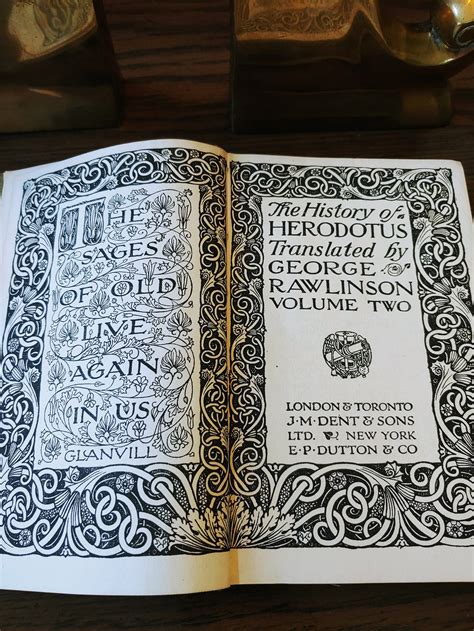 THE
SAGES
OF OLD
LIVE
AGAIN
IN US
GLANVILL
The History of
HERODOTUS
Translated by
GEORGE
RAWLINSON
VOLUME TWO
LONDON & TORONTO
J·M·DENT & SONS
LTD. NEW YORK
E·P·DUTTON & CO